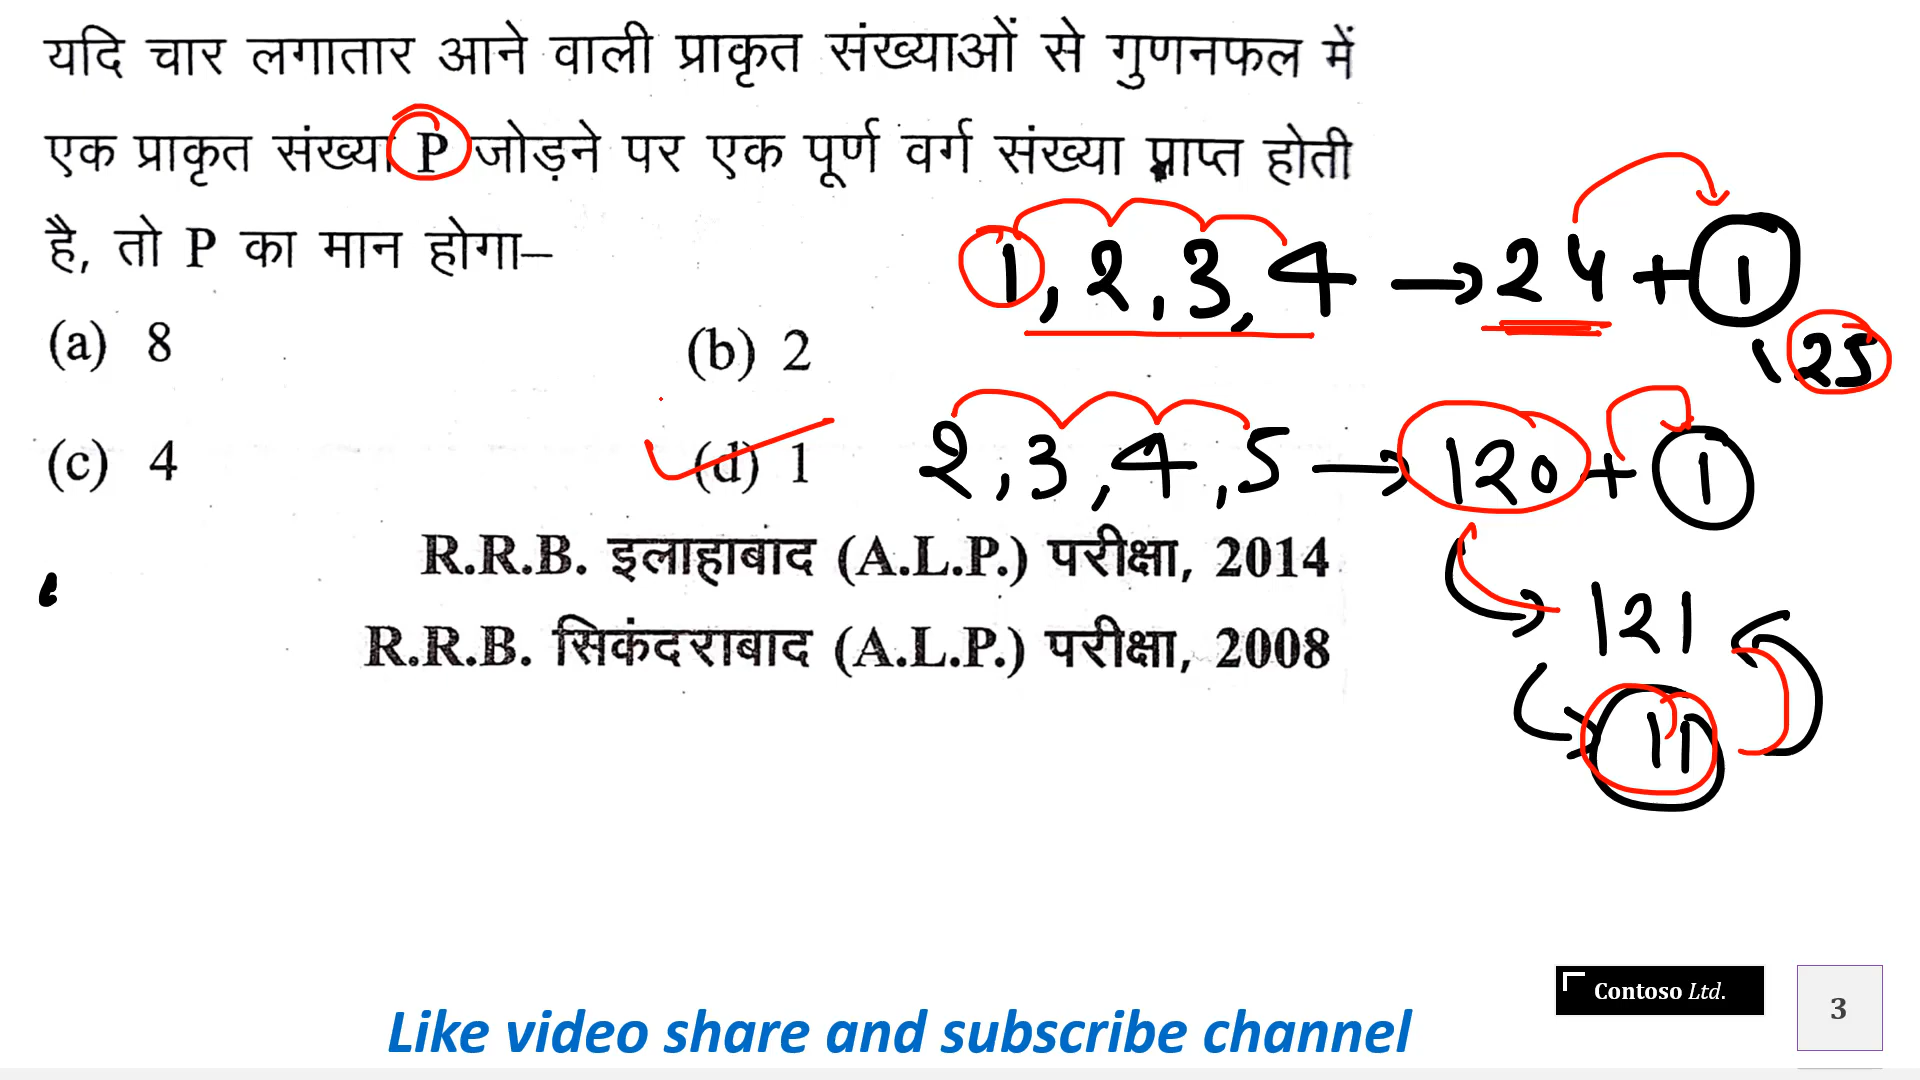 यदि चार लगातार आने वाली प्राकृत संख्याओं से गुणनफल में
एक प्राकृत संख्या P जोड़ने पर एक पूर्ण वर्ग संख्या प्राप्त होती
है, तो P का मान होगा–
(a) 8 (b) 2
(c) 4 (d) 1
R.R.B. इलाहाबाद (A.L.P.) परीक्षा, 2014
R.R.B. सिकंदराबाद (A.L.P.) परीक्षा, 2008
1, 2, 3, 4 → 24 + 1
125
2, 3, 4, 5 → 120 + 1
121
11
Contoso Ltd.
3
Like video share and subscribe channel